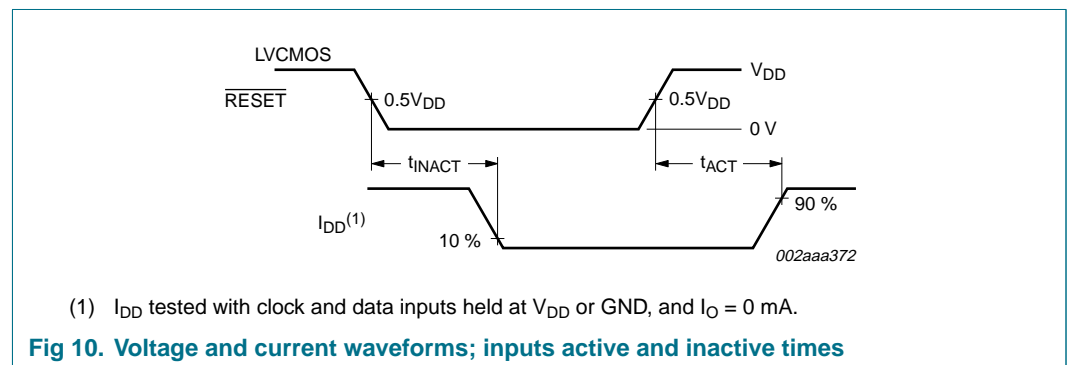 LVCMOS
RESET
0.5VDD
0.5VDD
VDD
0 V
tINACT
tACT
IDD(1)
10 %
90 %
002aaa372
(1) IDD tested with clock and data inputs held at VDD or GND, and IO = 0 mA.
Fig 10. Voltage and current waveforms; inputs active and inactive times